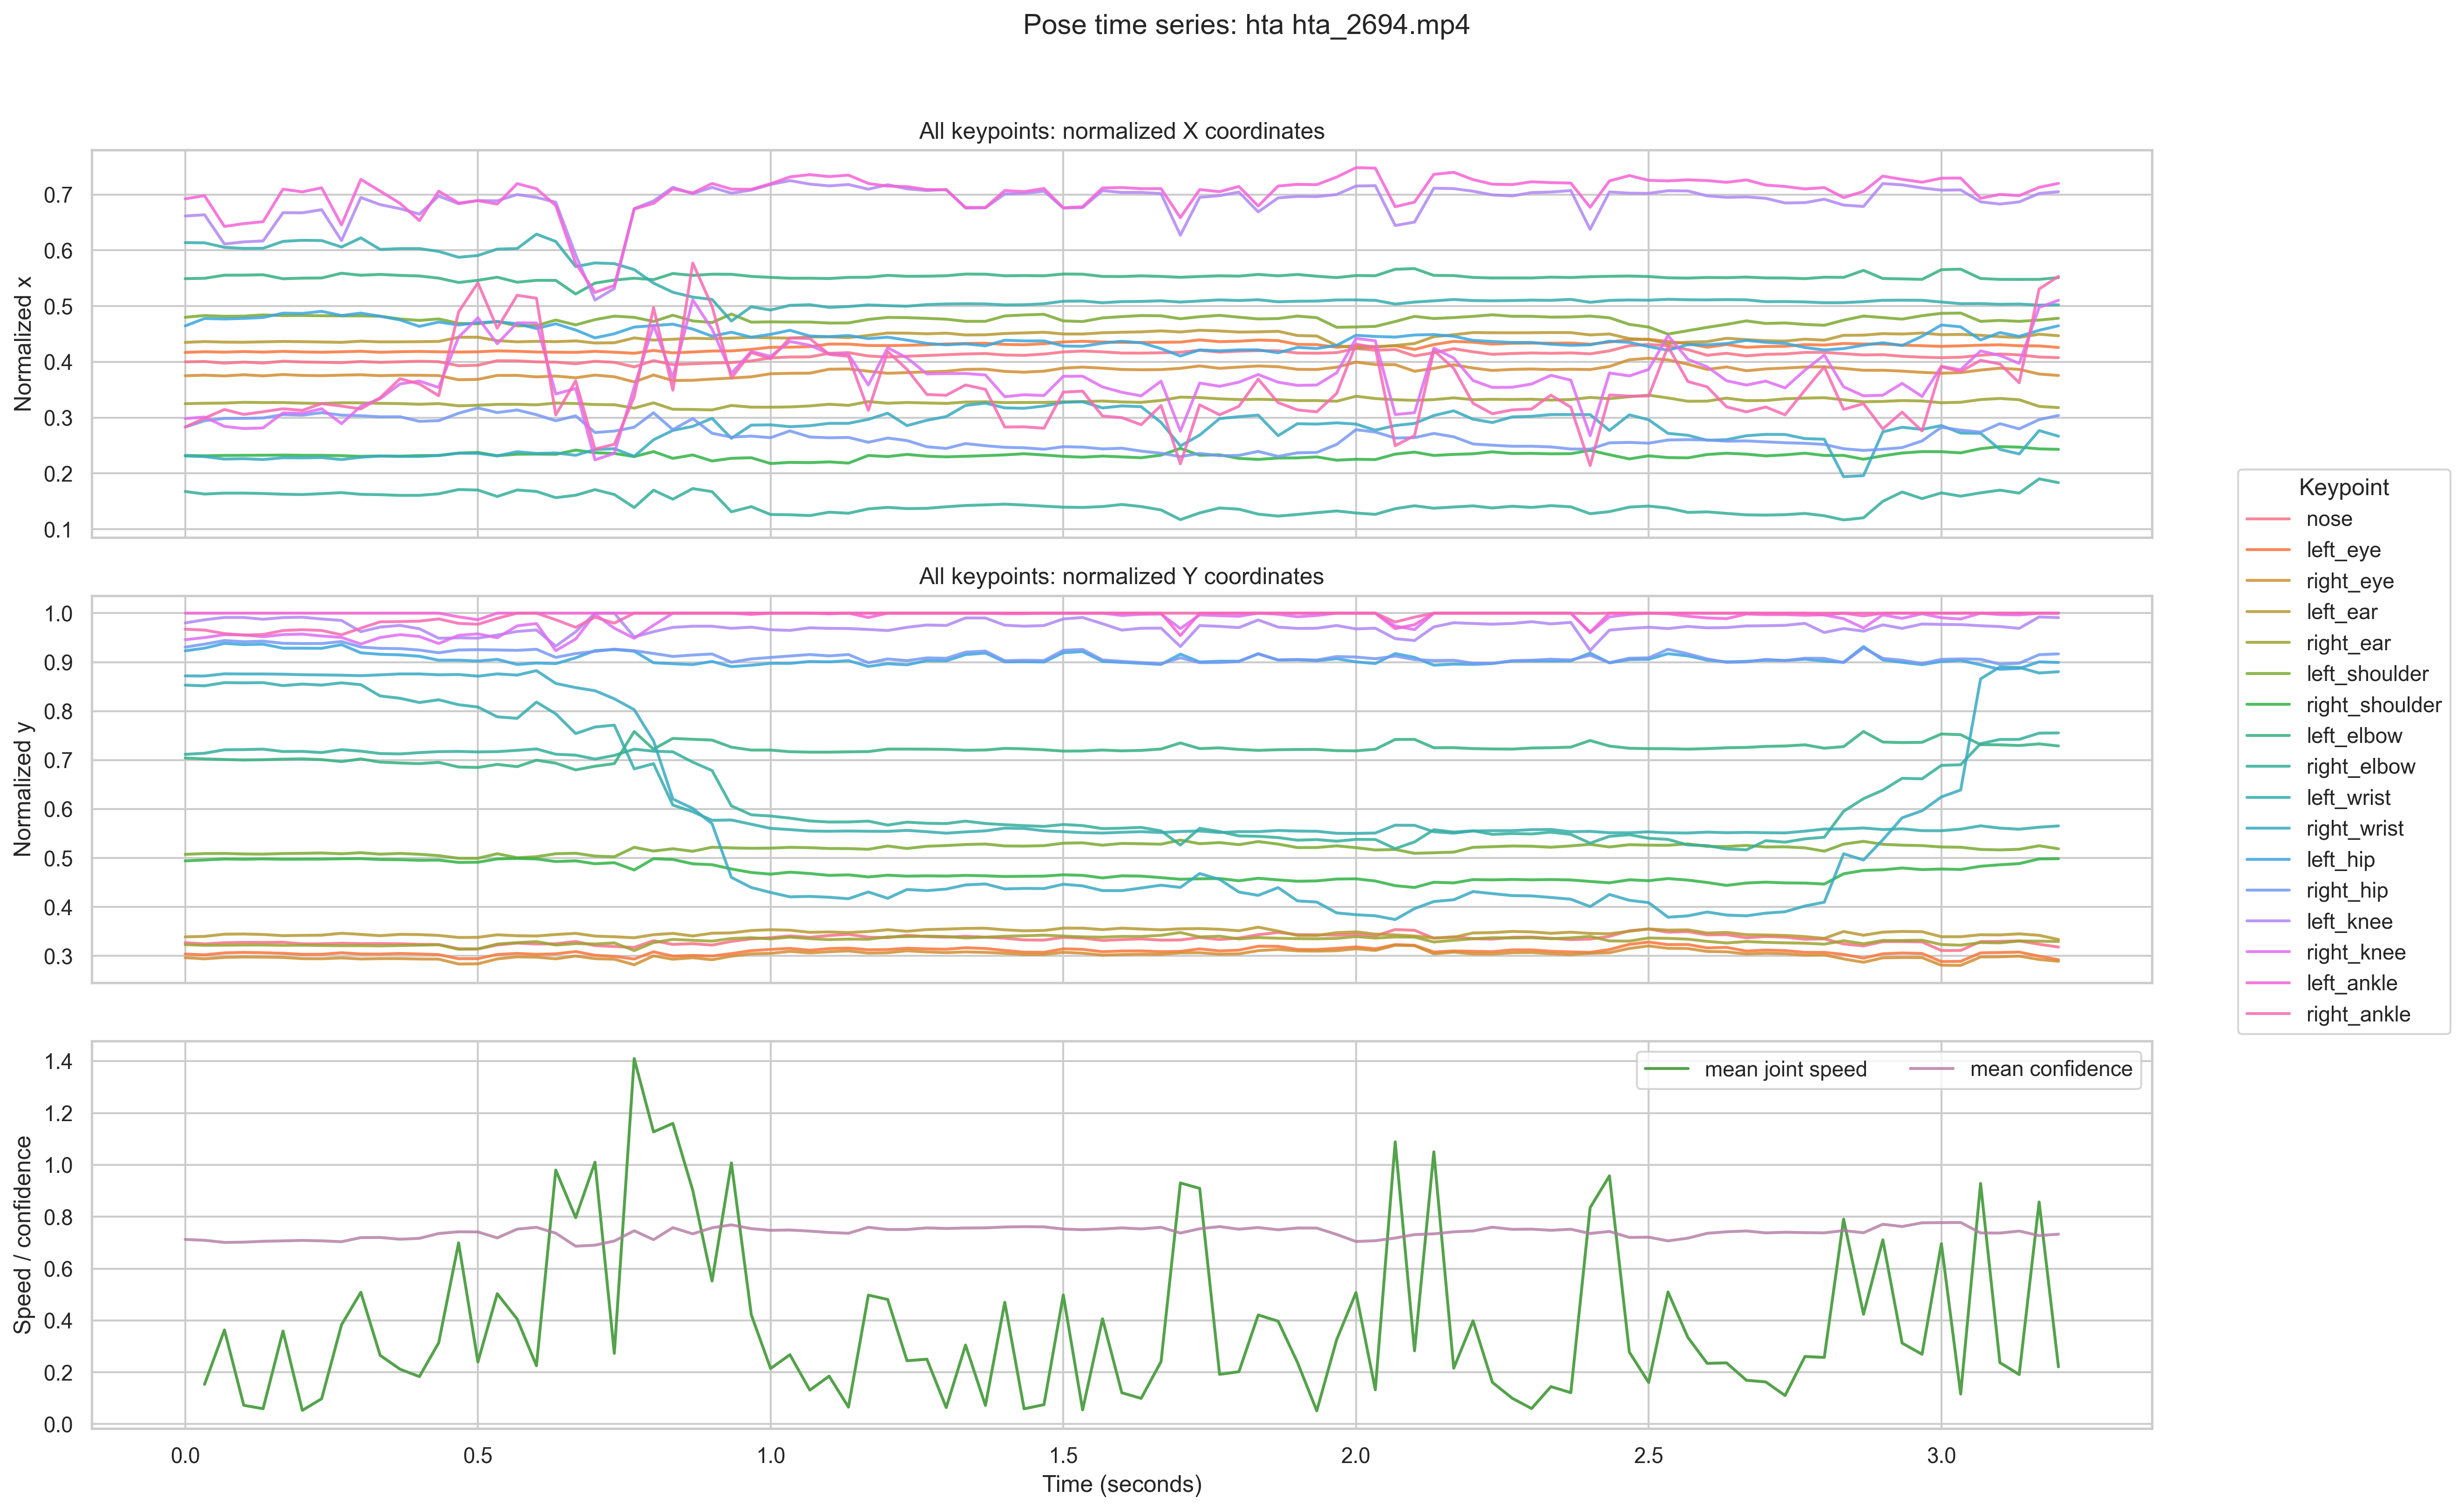 Pose time series: hta hta_2694.mp4
All keypoints: normalized X coordinates
Normalized x
0.7
0.6
0.5
0.4
0.3
0.2
0.1
All keypoints: normalized Y coordinates
Normalized y
1.0
0.9
0.8
0.7
0.6
0.5
0.4
0.3
Keypoint
nose
left_eye
right_eye
left_ear
right_ear
left_shoulder
right_shoulder
left_elbow
right_elbow
left_wrist
right_wrist
left_hip
right_hip
left_knee
right_knee
left_ankle
right_ankle
Speed / confidence
1.4
1.2
1.0
0.8
0.6
0.4
0.2
0.0
mean joint speed mean confidence
0.0 0.5 1.0 1.5 2.0 2.5 3.0
Time (seconds)